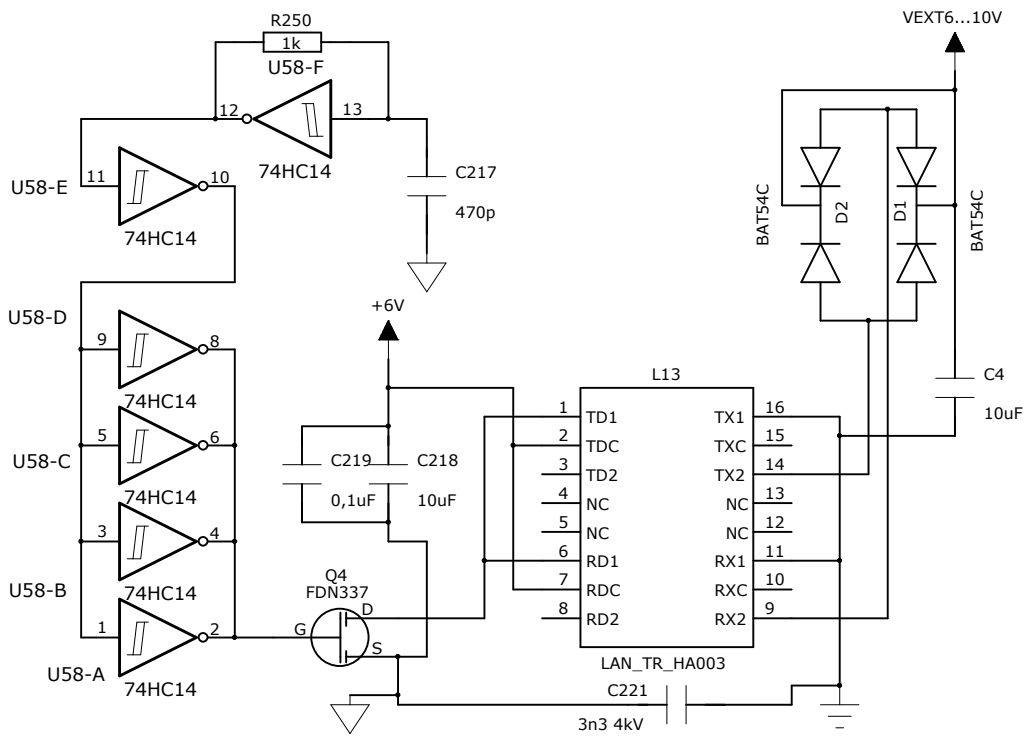 R250
1k
U58-F
12
13
74HC14
U58-E
11
10
74HC14
C217
470p
VEXT6...10V
BAT54C
D2
D1
BAT54C
C4
10uF
U58-D
9
8
74HC14
U58-C
5
6
74HC14
3
4
74HC14
U58-B
1
2
74HC14
U58-A
+6V
C219
0,1uF
C218
10uF
Q4
FDN337
G
D
S
L13
1 TD1 TX1 16
2 TDC TXC 15
3 TD2 TX2 14
4 NC NC 13
5 NC NC 12
6 RD1 RX1 11
7 RDC RXC 10
8 RD2 RX2 9
LAN_TR_HA003
C221
3n3 4kV